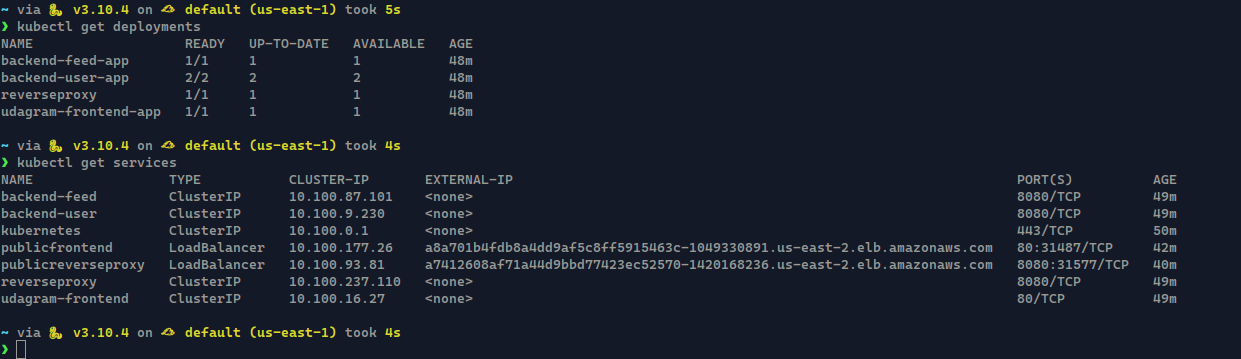 ~ via 🐍 v3.10.4 on ☁ default (us-east-1) took 5s
❯ kubectl get deployments
NAME                   READY   UP-TO-DATE   AVAILABLE   AGE
backend-feed-app       1/1     1            1           48m
backend-user-app       2/2     2            2           48m
reverseproxy           1/1     1            1           48m
udagram-frontend-app   1/1     1            1           48m
~ via 🐍 v3.10.4 on ☁ default (us-east-1) took 4s
❯ kubectl get services
NAME                 TYPE           CLUSTER-IP       EXTERNAL-IP                                                               PORT(S)          AGE
backend-feed         ClusterIP      10.100.87.101    <none>                                                                    8080/TCP         49m
backend-user         ClusterIP      10.100.9.230     <none>                                                                    8080/TCP         49m
kubernetes           ClusterIP      10.100.0.1       <none>                                                                    443/TCP          50m
publicfrontend       LoadBalancer   10.100.177.26    a8a701b4fdb8a4dd9af5c8ff5915463c-1049330891.us-east-2.elb.amazonaws.com   80:31487/TCP     42m
publicreverseproxy   LoadBalancer   10.100.93.81     a7412608af71a44d9bbd77423ec52570-1420168236.us-east-2.elb.amazonaws.com   8080:31577/TCP   40m
reverseproxy         ClusterIP      10.100.237.110   <none>                                                                    8080/TCP         49m
udagram-frontend     ClusterIP      10.100.16.27     <none>                                                                    80/TCP           49m
~ via 🐍 v3.10.4 on ☁ default (us-east-1) took 4s
❯